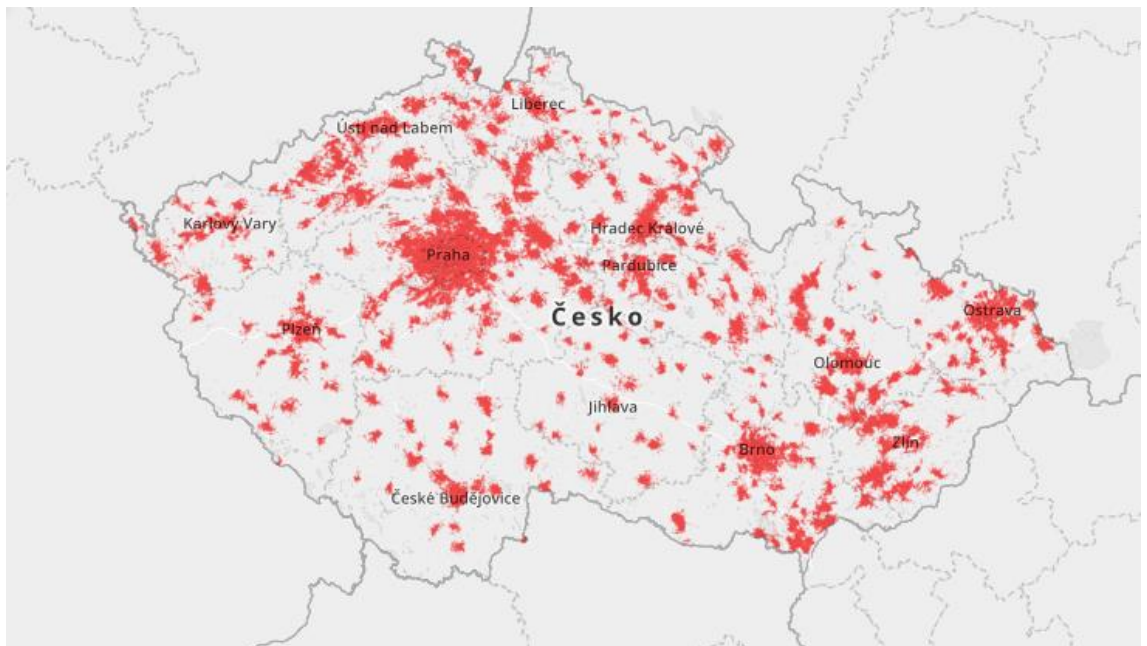 Liberec
Ústí nad Labem
Karlovy Vary
Hradec Králové
Praha
Pardubice
Česko
Ostrava
Plzeň
Olomouc
Jihlava
Zlín
Brno
České Budějovice